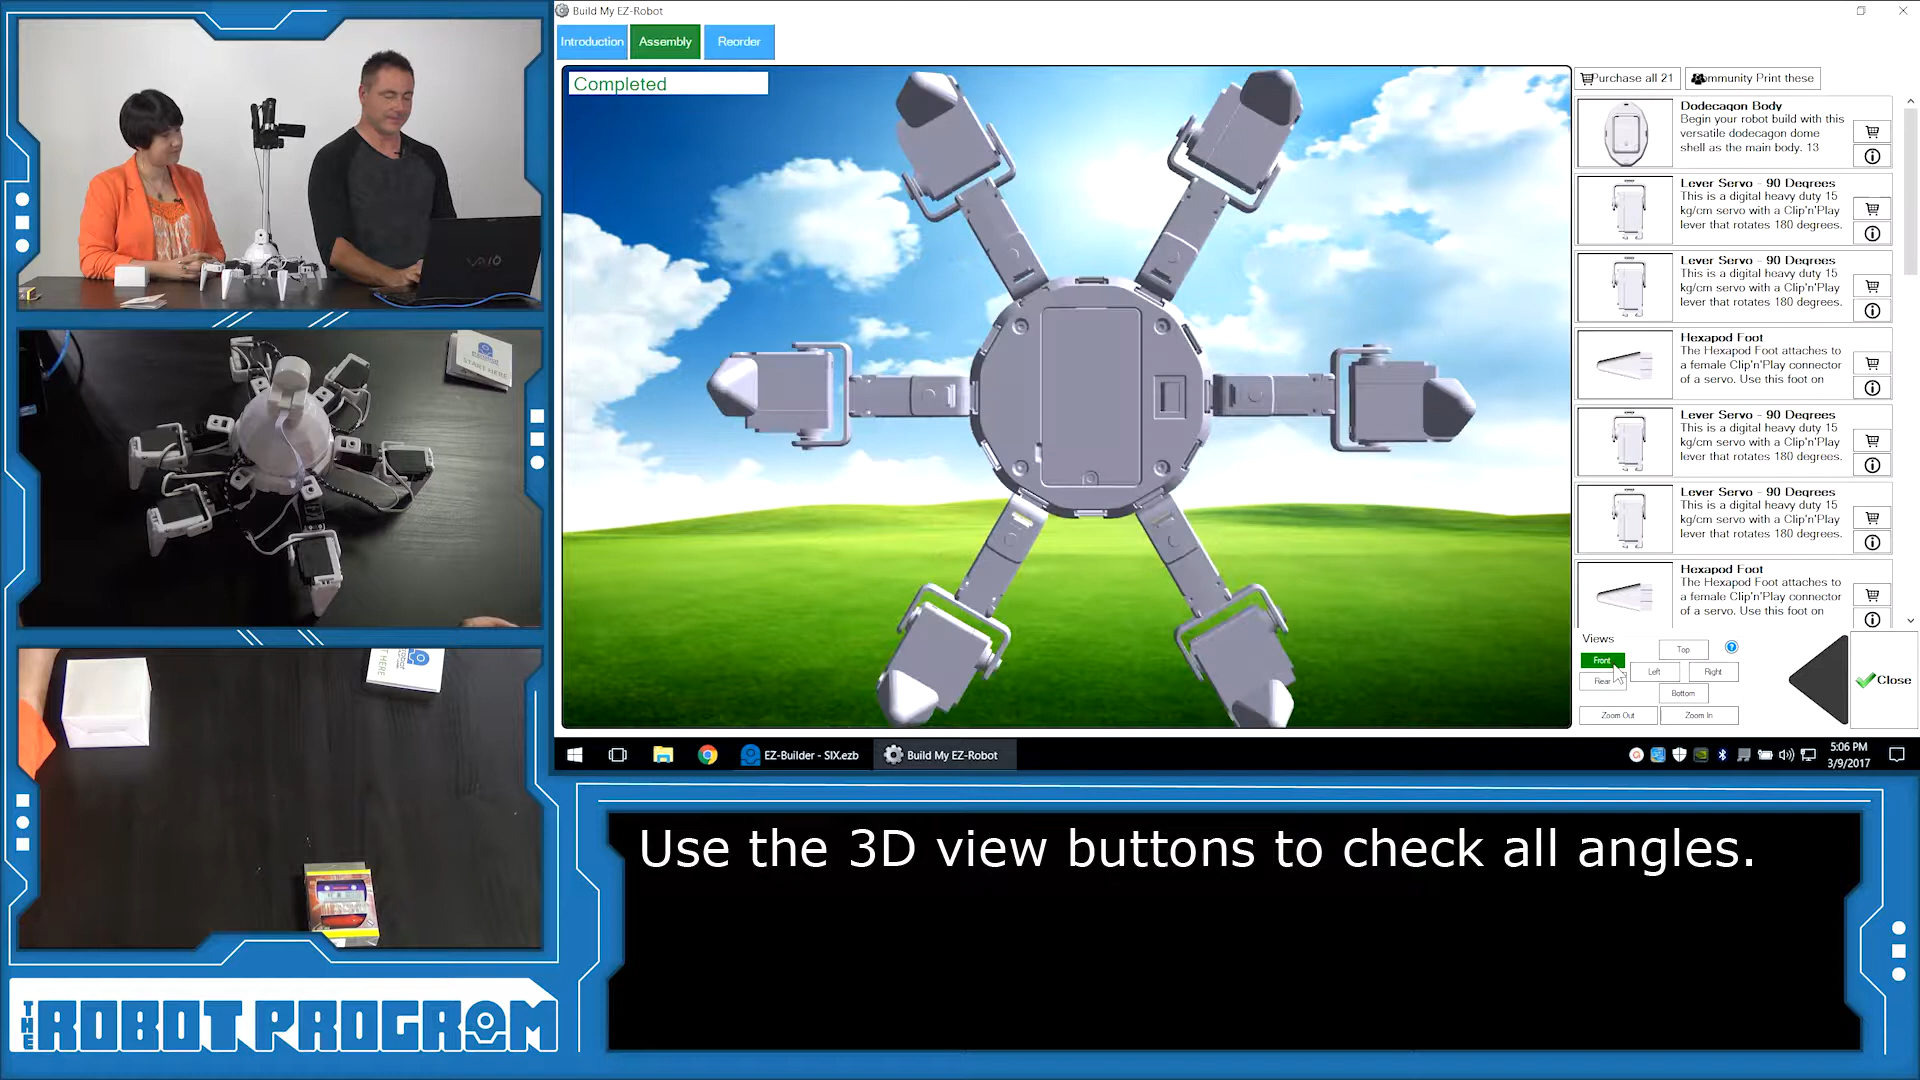 Build My EZ-Robot
Introduction
Assembly
Reorder
Completed
Purchase all 21
ommunity Print these
Dodecagon Body
Begin your robot build with this
versatile dodecagon dome
shell as the main body. 13
Lever Servo - 90 Degrees
This is a digital heavy duty 15
kg/cm servo with a Clip'n'Play
lever that rotates 180 degrees.
Lever Servo - 90 Degrees
This is a digital heavy duty 15
kg/cm servo with a Clip'n'Play
lever that rotates 180 degrees.
Hexapod Foot
The Hexapod Foot attaches to
a female Clip'n'Play connector
of a servo. Use this foot on
Lever Servo - 90 Degrees
This is a digital heavy duty 15
kg/cm servo with a Clip'n'Play
lever that rotates 180 degrees.
Lever Servo - 90 Degrees
This is a digital heavy duty 15
kg/cm servo with a Clip'n'Play
lever that rotates 180 degrees.
Hexapod Foot
The Hexapod Foot attaches to
a female Clip'n'Play connector
of a servo. Use this foot on
Views
Top
Front
Left
Right
Rear
Bottom
Zoom Out
Zoom In
Close
EZ-Builder - SIX.ezb
Build My EZ-Robot
5:06 PM
3/9/2017
VAIO
START HERE
T HERE
Use the 3D view buttons to check all angles.
THE ROBOT PROGRAM